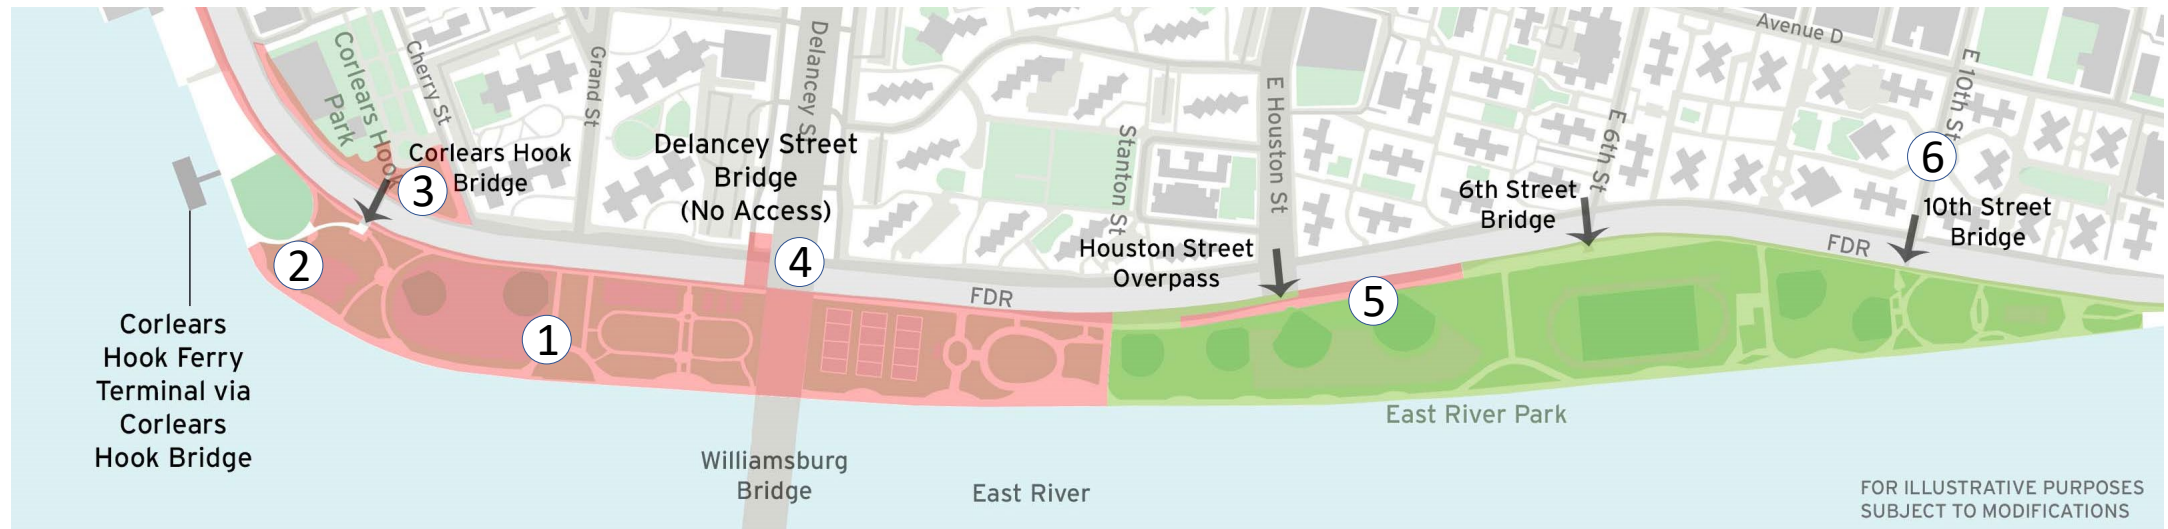 Corlears Hook
Park
Cherry St
Grand St
Delancey S
Stanton St
E Houston St
E 6th St
Avenue D
E 10th St
Corlears Hook
Bridge
Delancey Street
Bridge
(No Access)
Houston Street
Overpass
6th Street
Bridge
10th Street
Bridge
1
2
3
4
5
6
FDR
FDR
Corlears
Hook Ferry
Terminal via
Corlears
Hook Bridge
Williamsburg
Bridge
East River
East River Park
FOR ILLUSTRATIVE PURPOSES
SUBJECT TO MODIFICATIONS